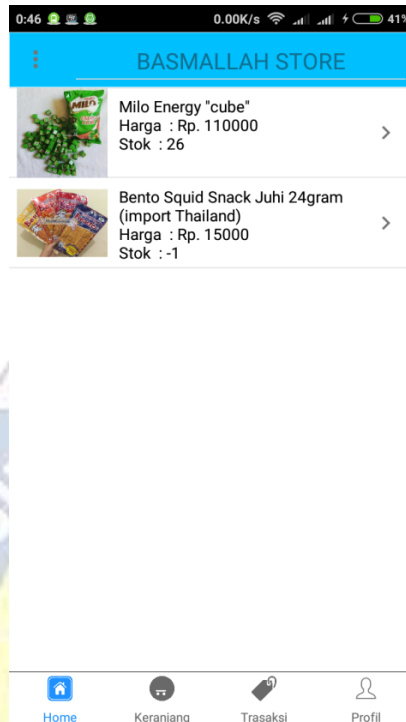 0:46 0.00K/s 41%
BASMALLAH STORE
MILO
Milo Energy "cube"
Harga : Rp. 110000
Stok : 26
Bento Squid Snack Juhi 24gram
(import Thailand)
Harga : Rp. 15000
Stok : -1
Home Keranjang Trasaksi Profil